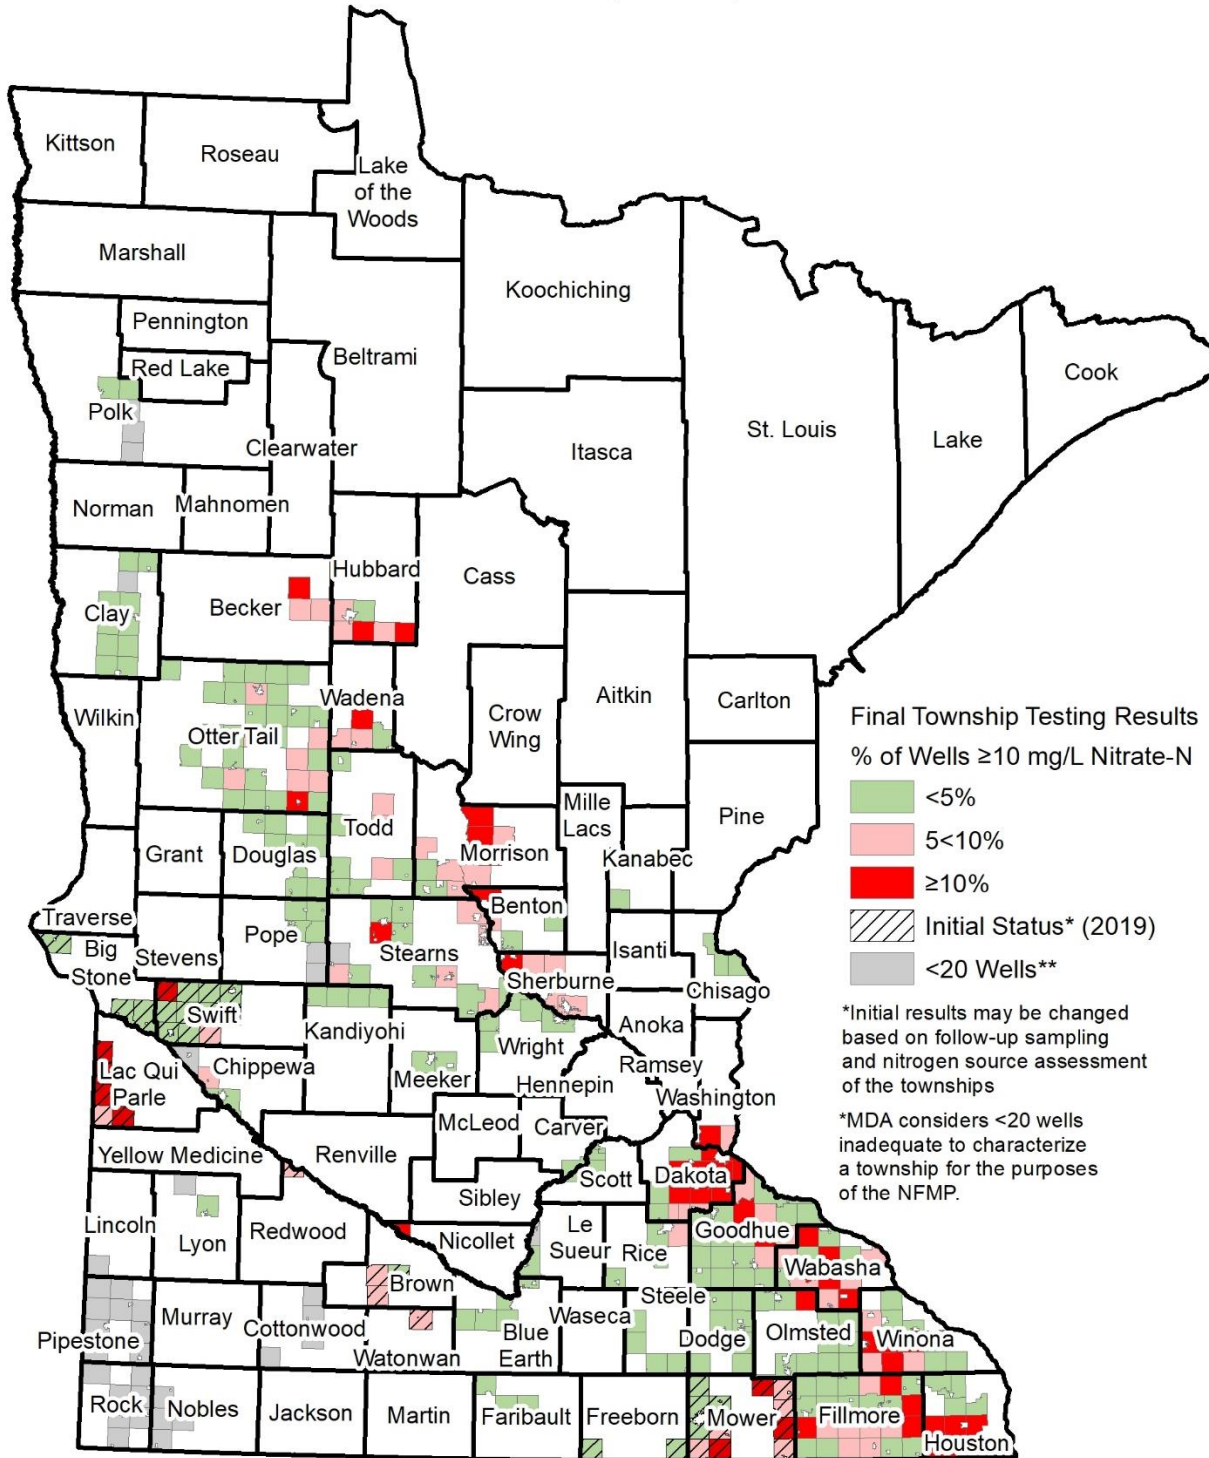 Kittson
Roseau
Lake
of the
Woods
Marshall
Koochiching
Pennington
Beltrami
Red Lake
Cook
Polk
St. Louis
Lake
Clearwater
Itasca
Norman
Mahnomen
Hubbard
Cass
Clay
Becker
Wadena
Aitkin
Carlton
Wilkin
Crow
Wing
Otter Tail
Mille
Lacs
Pine
Todd
Grant
Douglas
Morrison
Kanabec
Traverse
Benton
Big
Stone
Stevens
Pope
Stearns
Isanti
Sherburne
Chisago
Swift
Kandiyohi
Anoka
Wright
Lac Qui
Parle
Chippewa
Meeker
Hennepin
Ramsey
Washington
McLeod
Carver
Yellow Medicine
Renville
Scott
Dakota
Sibley
Lincoln
Lyon
Redwood
Nicollet
Le
Sueur
Rice
Goodhue
Wabasha
Brown
Steele
Pipestone
Murray
Cottonwood
Watonwan
Blue
Earth
Waseca
Dodge
Olmsted
Winona
Rock
Nobles
Jackson
Martin
Faribault
Freeborn
Mower
Fillmore
Houston
Final Township Testing Results
% of Wells ≥10 mg/L Nitrate-N
<5%
5<10%
≥10%
Initial Status* (2019)
<20 Wells**
*Initial results may be changed
based on follow-up sampling
and nitrogen source assessment
of the townships
*MDA considers <20 wells
inadequate to characterize
a township for the purposes
of the NFMP.